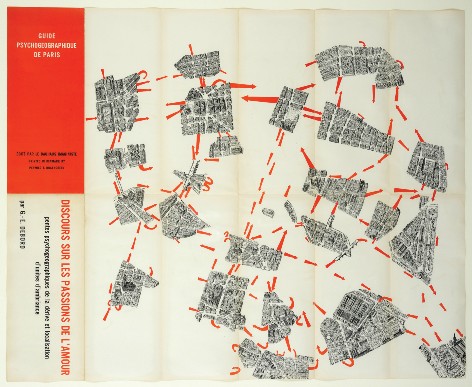 GUIDE
PSYCHOGEOGRAPHIQUE
DE PARIS
DISCOURS SUR LES PASSIONS DE L'AMOUR
pentes psychogéographiques de la dérive et localisation
d'unités d'ambiance
par G.-E. DEBORD